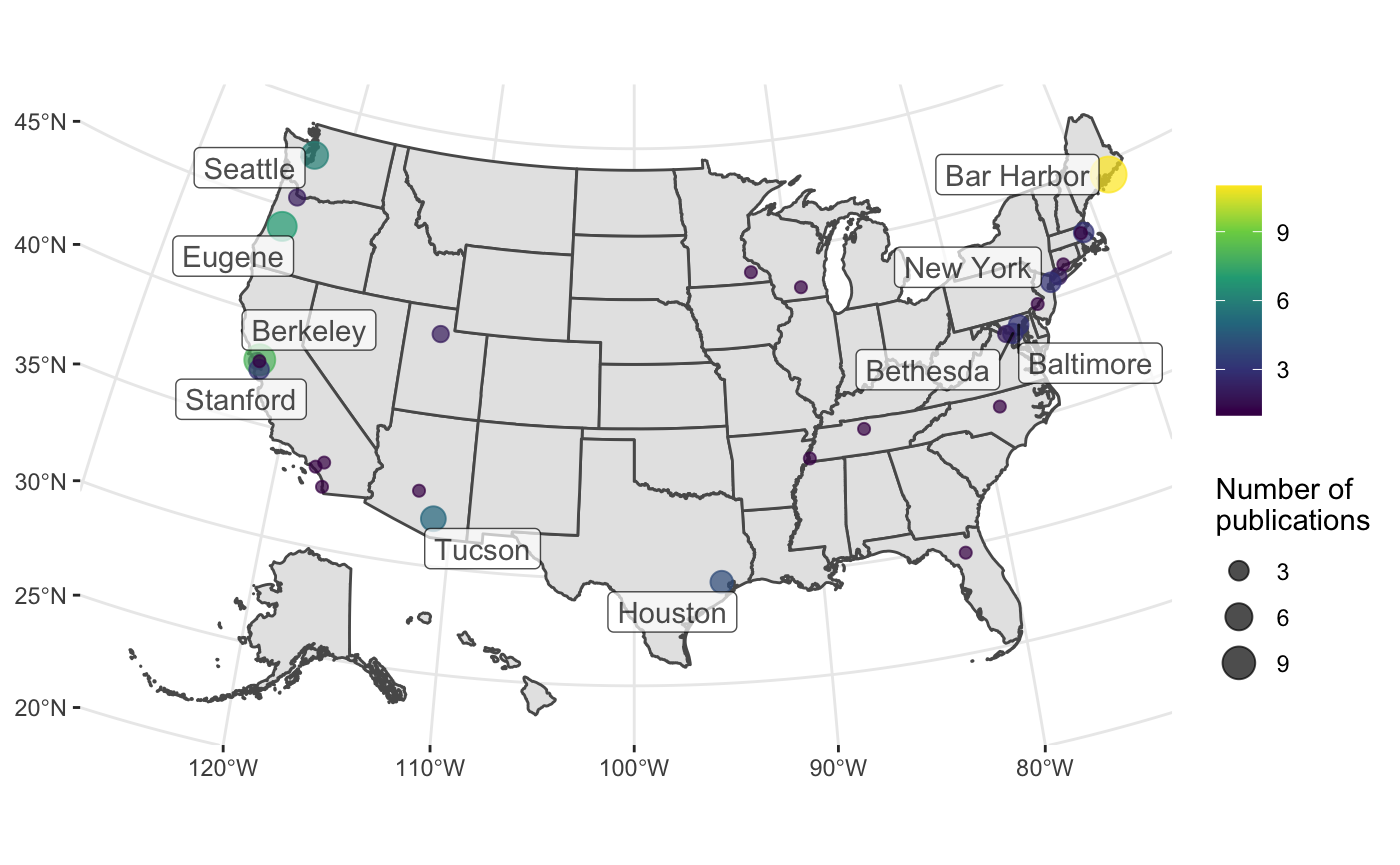 45°N
40°N
35°N
30°N
25°N
20°N
120°W
110°W
100°W
90°W
80°W
Seattle
Eugene
Berkeley
Stanford
Tucson
Houston
Bar Harbor
New York
Bethesda
Baltimore
9
6
3
Number of
publications
3
6
9